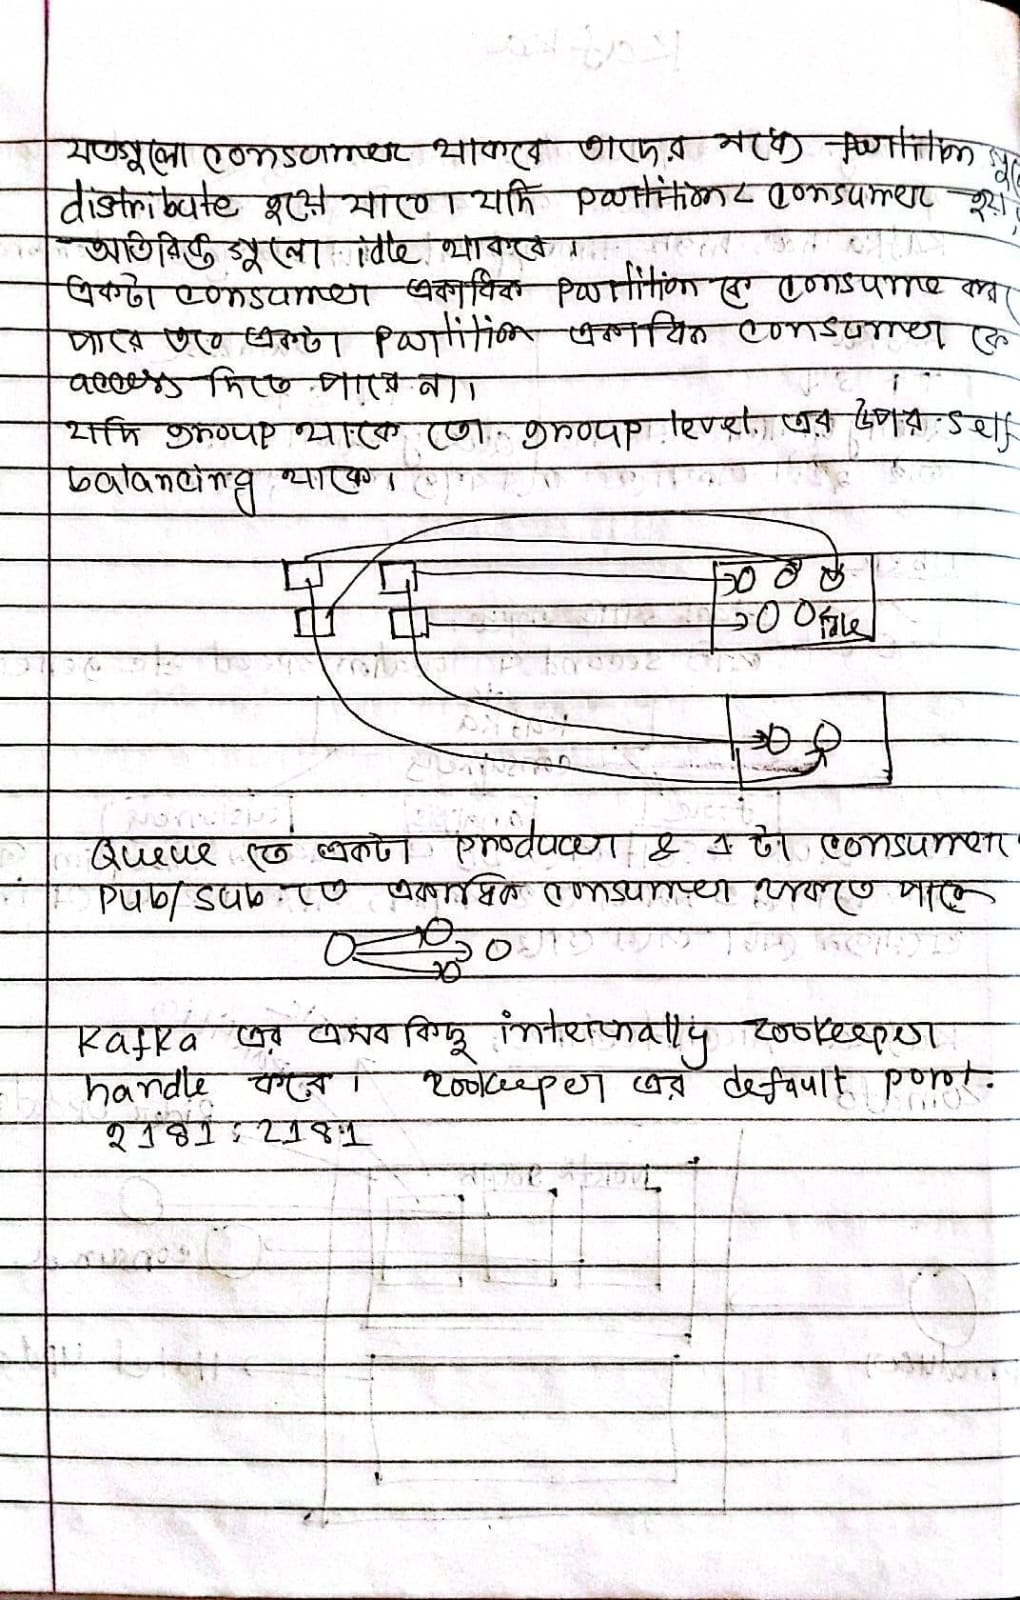 যতগুলো consumer থাকবে তাদের মধ্যে partition গুলো
distribute হয়ে যাবে। যদি partition < consumer হয়,
অতিরিক্ত গুলো idle থাকবে।
একটা consumer একাধিক partition কে consume করতে
পারে তবে একটা partition একাধিক consumer কে
access দিতে পারে না।
যদি group থাকে তো group level এর উপর self
balancing থাকে।
idle
Queue তে একটা producer & ১ টা consumer
pub/sub তে একাধিক consumer থাকতে পারে
Kafka এর এসব কিছু internally zookeeper
handle করে। zookeeper এর default port.
2181:2181